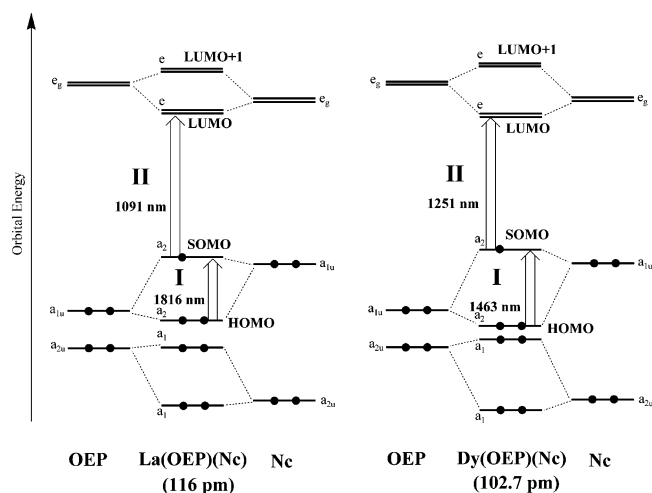 Orbital Energy
e LUMO+1
e_g
e_g
e
LUMO
II
1091 nm
a_2 SOMO
a_1u
I
1816 nm
a_1u
a_2 HOMO
a_2u
a_1
a_2u
a_1
OEP La(OEP)(Nc) Nc
(116 pm)
e LUMO+1
e_g
e_g
e
LUMO
II
1251 nm
a_2 SOMO
a_1u
I
1463 nm
a_1u
a_2 HOMO
a_2u
a_1
a_2u
a_1
OEP Dy(OEP)(Nc) Nc
(102.7 pm)